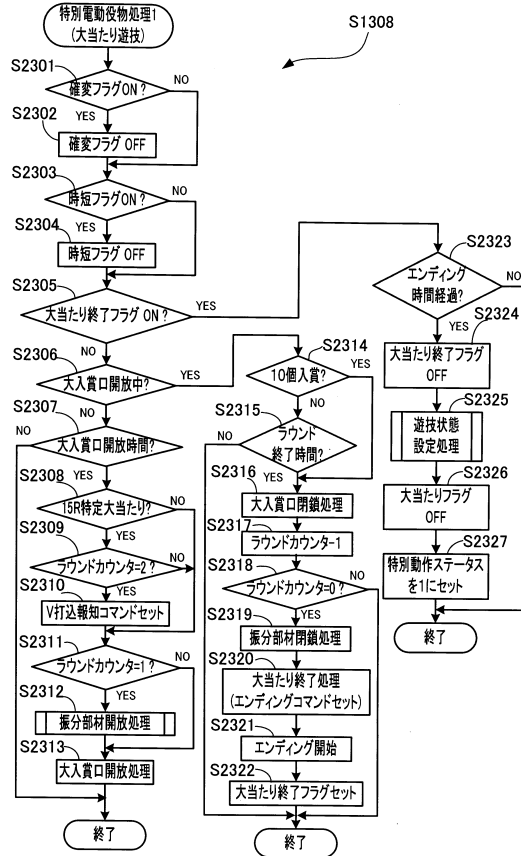 特別電動役物処理1
(大当たり遊技)
S1308
S2301
確変フラグON?
NO
YES
S2302
確変フラグ OFF
S2303
時短フラグON?
NO
YES
S2304
時短フラグ OFF
S2305
大当たり終了フラグ ON?
YES
NO
S2306
大入賞口開放中?
YES
NO
S2307
NO
大入賞口開放時間?
YES
S2308
15R特定大当たり?
NO
YES
S2309
ラウンドカウンタ=2?
NO
YES
S2310
V打込報知コマンドセット
S2311
ラウンドカウンタ=1?
NO
YES
S2312
振分部材開放処理
S2313
大入賞口開放処理
終了
S2314
10個入賞?
YES
NO
S2315
NO
ラウンド
終了時間?
YES
S2316
大入賞口閉鎖処理
S2317
ラウンドカウンタ-1
S2318
ラウンドカウンタ=0?
NO
YES
S2319
振分部材閉鎖処理
S2320
大当たり終了処理
(エンディングコマンドセット)
S2321
エンディング開始
S2322
大当たり終了フラグセット
終了
S2323
エンディング
時間経過?
NO
YES
S2324
大当たり終了フラグ
OFF
S2325
遊技状態
設定処理
S2326
大当たりフラグ
OFF
S2327
特別動作ステータス
を1にセット
終了